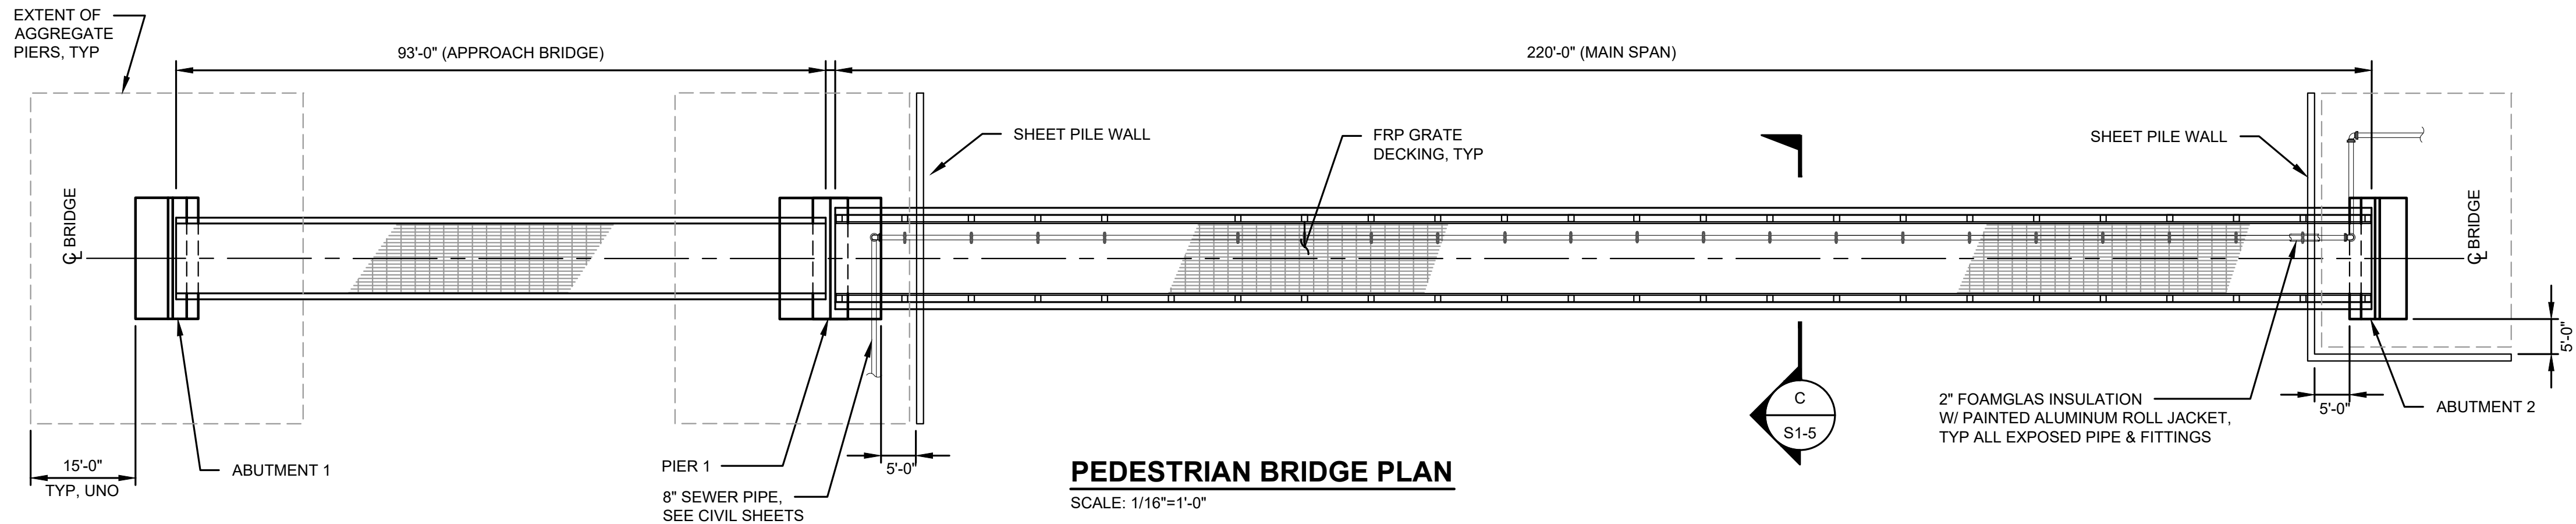 EXTENT OF
AGGREGATE
PIERS, TYP
93'-0" (APPROACH BRIDGE)
220'-0" (MAIN SPAN)
SHEET PILE WALL
FRP GRATE
DECKING, TYP
SHEET PILE WALL
CL BRIDGE
CL BRIDGE
5'-0"
15'-0"
TYP, UNO
ABUTMENT 1
PIER 1
8" SEWER PIPE,
SEE CIVIL SHEETS
5'-0"
PEDESTRIAN BRIDGE PLAN
SCALE: 1/16"=1'-0"
C
S1-5
2" FOAMGLAS INSULATION
W/ PAINTED ALUMINUM ROLL JACKET,
TYP ALL EXPOSED PIPE & FITTINGS
5'-0"
ABUTMENT 2